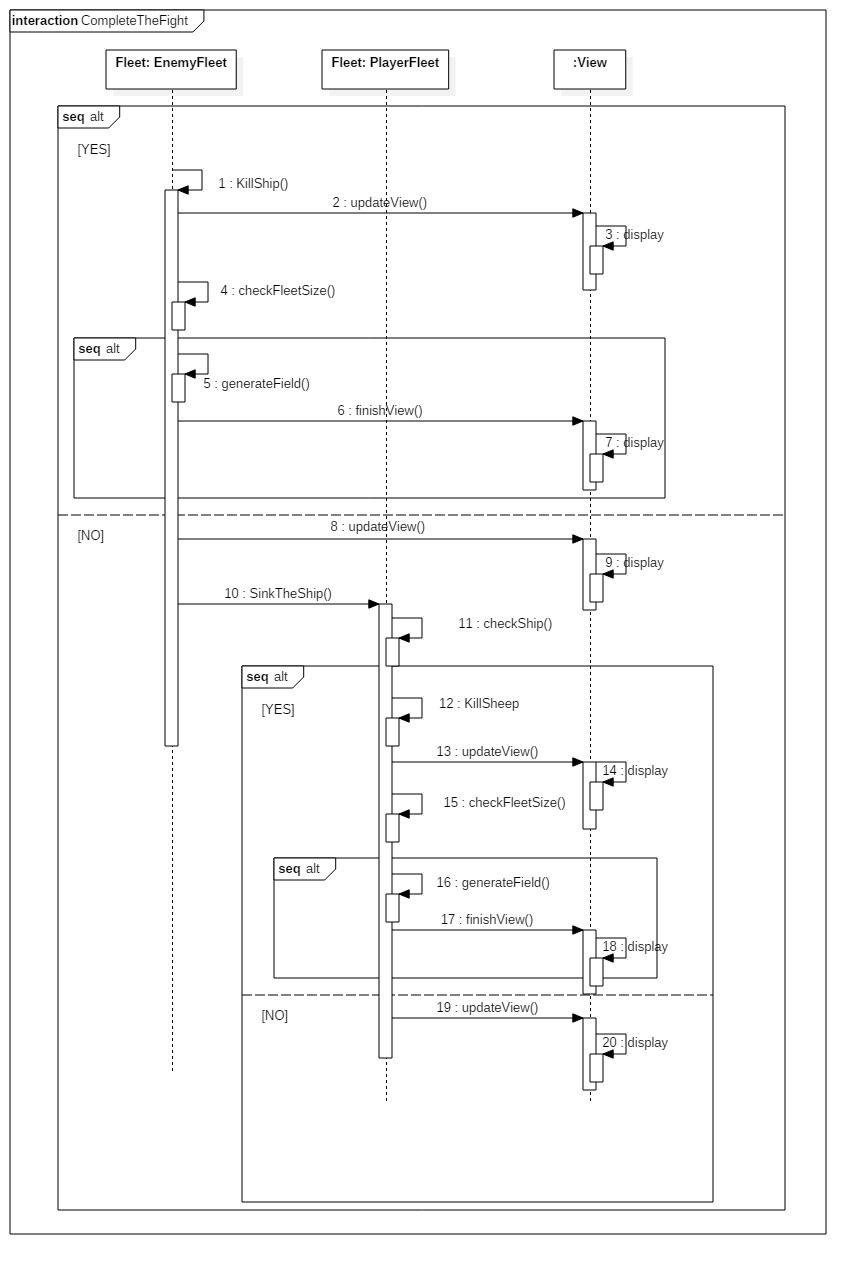 interaction CompleteTheFight
Fleet: EnemyFleet
Fleet: PlayerFleet
:View
seq alt
[YES]
1 : KillShip()
2 : updateView()
3 : display
4 : checkFleetSize()
seq alt
5 : generateField()
6 : finishView()
7 : display
[NO]
8 : updateView()
9 : display
10 : SinkTheShip()
11 : checkShip()
seq alt
[YES]
12 : KillSheep
13 : updateView()
14 : display
15 : checkFleetSize()
seq alt
16 : generateField()
17 : finishView()
18 : display
[NO]
19 : updateView()
20 : display